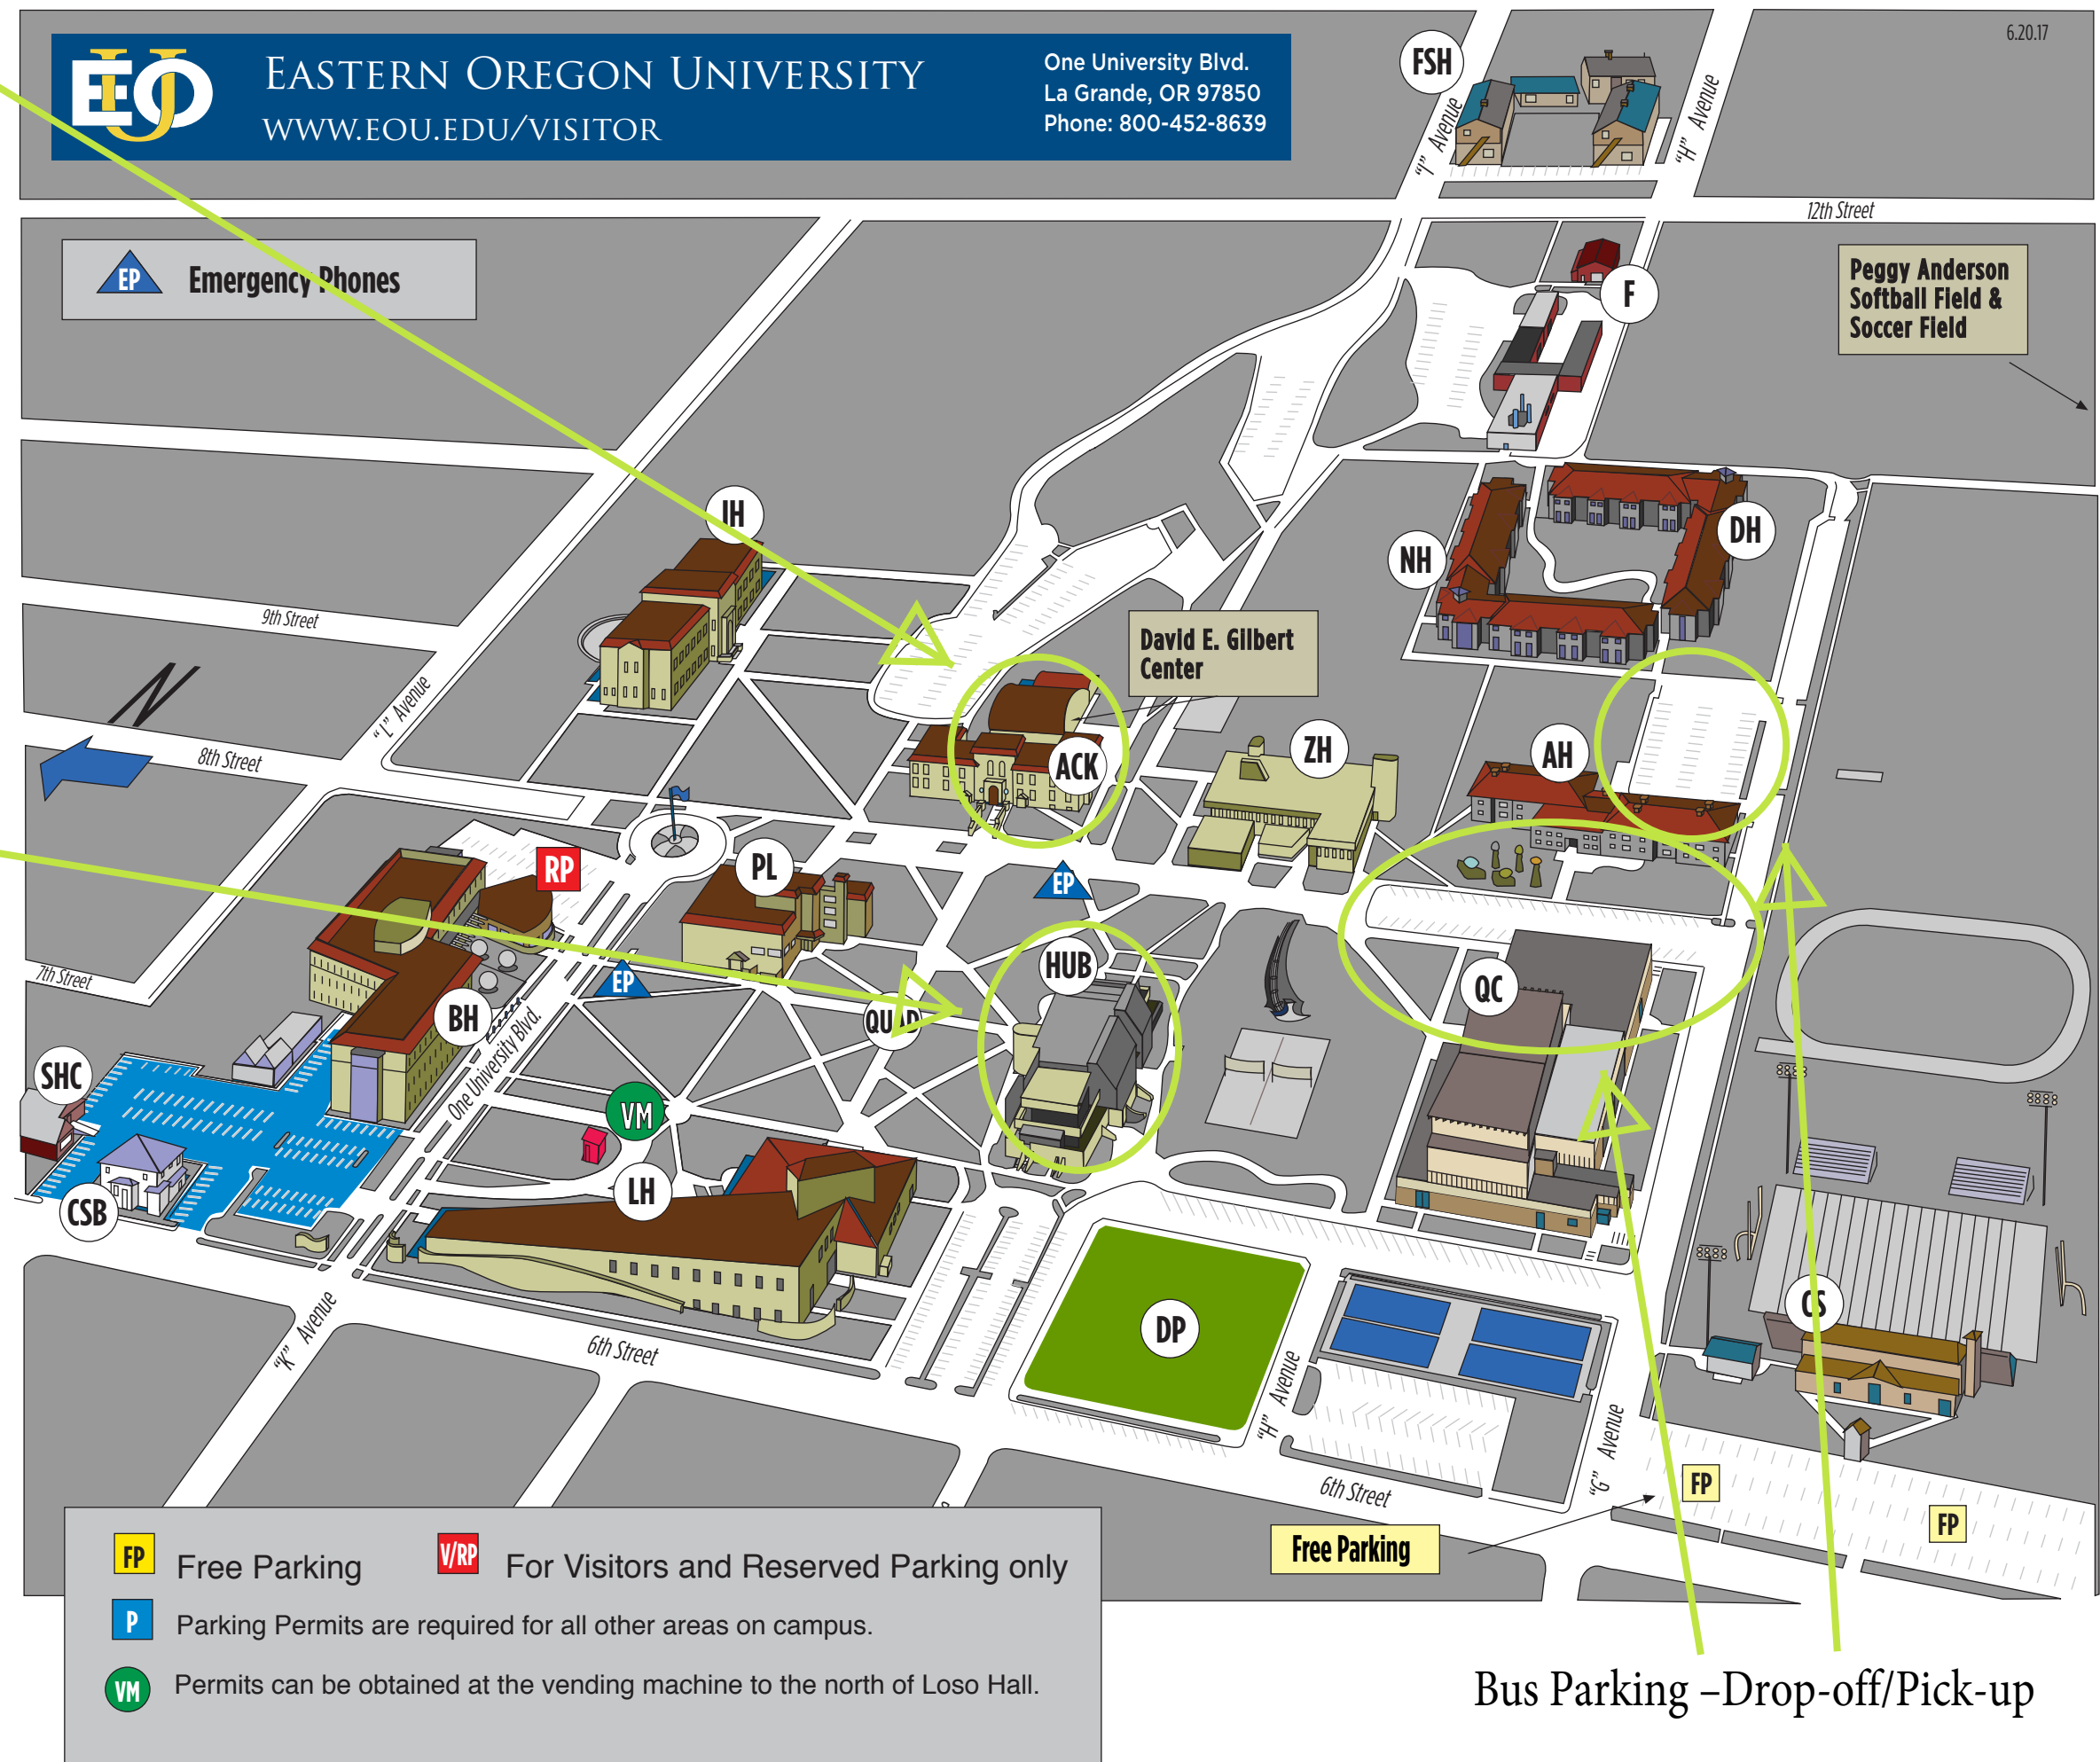 6.20.17
EOU
EASTERN OREGON UNIVERSITY
WWW.EOU.EDU/VISITOR
One University Blvd.
La Grande, OR 97850
Phone: 800-452-8639
FSH
"I" Avenue
"H" Avenue
12th Street
EP Emergency Phones
Peggy Anderson
Softball Field &
Soccer Field
F
IH
NH
DH
9th Street
N
"L" Avenue
8th Street
David E. Gilbert
Center
ACK
ZH
AH
RP
PL
EP
7th Street
BH
EP
QUAD
HUB
QC
One University Blvd.
SHC
VM
CSB
LH
"K" Avenue
6th Street
DP
"H" Avenue
CS
"G" Avenue
6th Street
FP
FP
Free Parking
FP Free Parking
V/RP For Visitors and Reserved Parking only
P Parking Permits are required for all other areas on campus.
VM Permits can be obtained at the vending machine to the north of Loso Hall.
Bus Parking –Drop-off/Pick-up